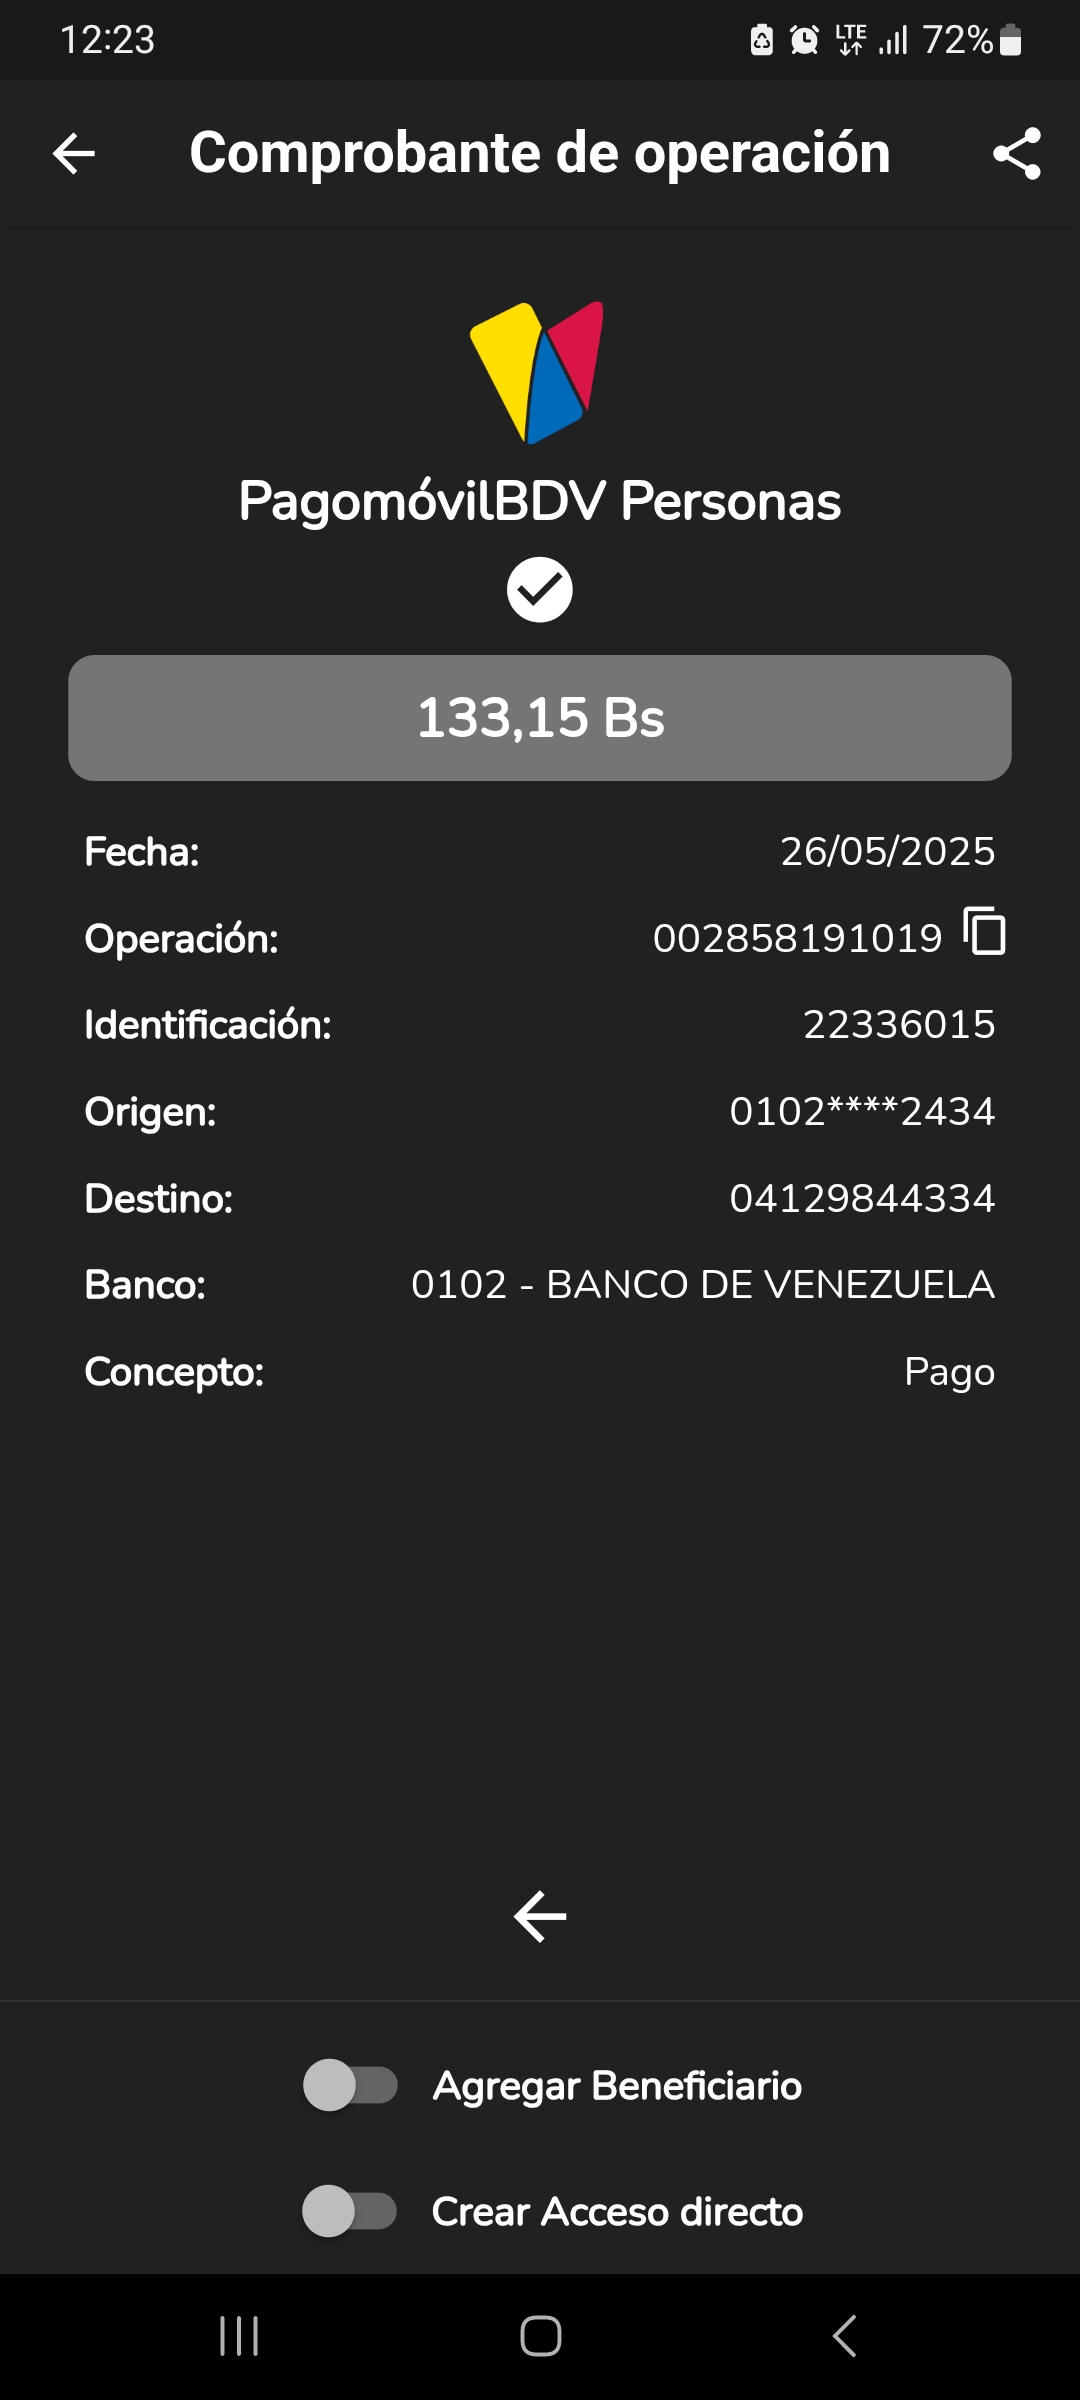 12:23 LTE 72%
Comprobante de operación
PagomóvilBDV Personas
133,15 Bs
Fecha: 26/05/2025
Operación: 002858191019
Identificación: 22336015
Origen: 0102****2434
Destino: 04129844334
Banco: 0102 - BANCO DE VENEZUELA
Concepto: Pago
Agregar Beneficiario
Crear Acceso directo